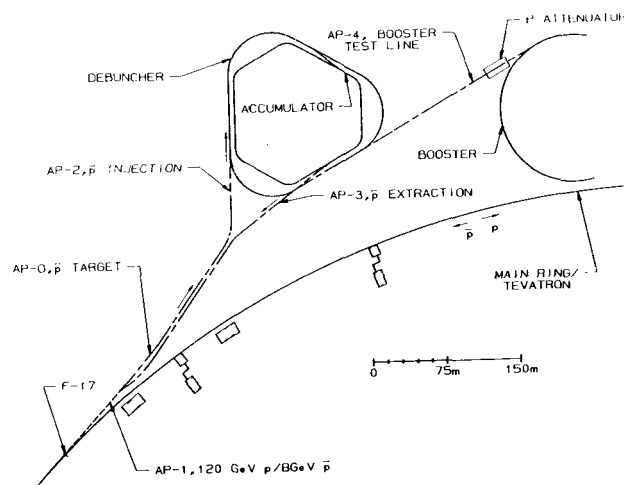 AP-4, BOOSTER
TEST LINE
P ATTENUATOR
DEBUNCHER
ACCUMULATOR
BOOSTER
AP-2,p̄ INJECTION
AP-3,p̄ EXTRACTION
p̄ p
AP-0,p̄ TARGET
MAIN RING/
TEVATRON
F-17
0 75m 150m
AP-1,120 GeV p/8GeV p̄